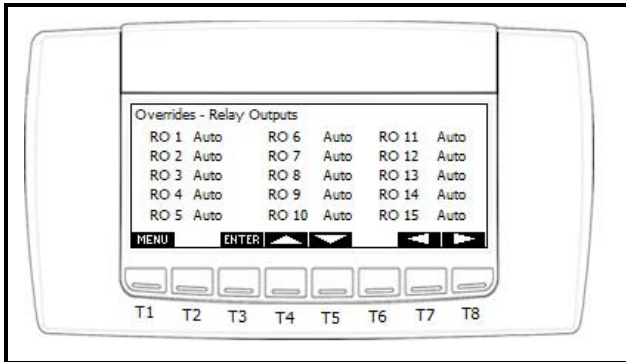 Overrides - Relay Outputs
RO 1 Auto RO 6 Auto RO 11 Auto
RO 2 Auto RO 7 Auto RO 12 Auto
RO 3 Auto RO 8 Auto RO 13 Auto
RO 4 Auto RO 9 Auto RO 14 Auto
RO 5 Auto RO 10 Auto RO 15 Auto
MENU ENTER
T1 T2 T3 T4 T5 T6 T7 T8